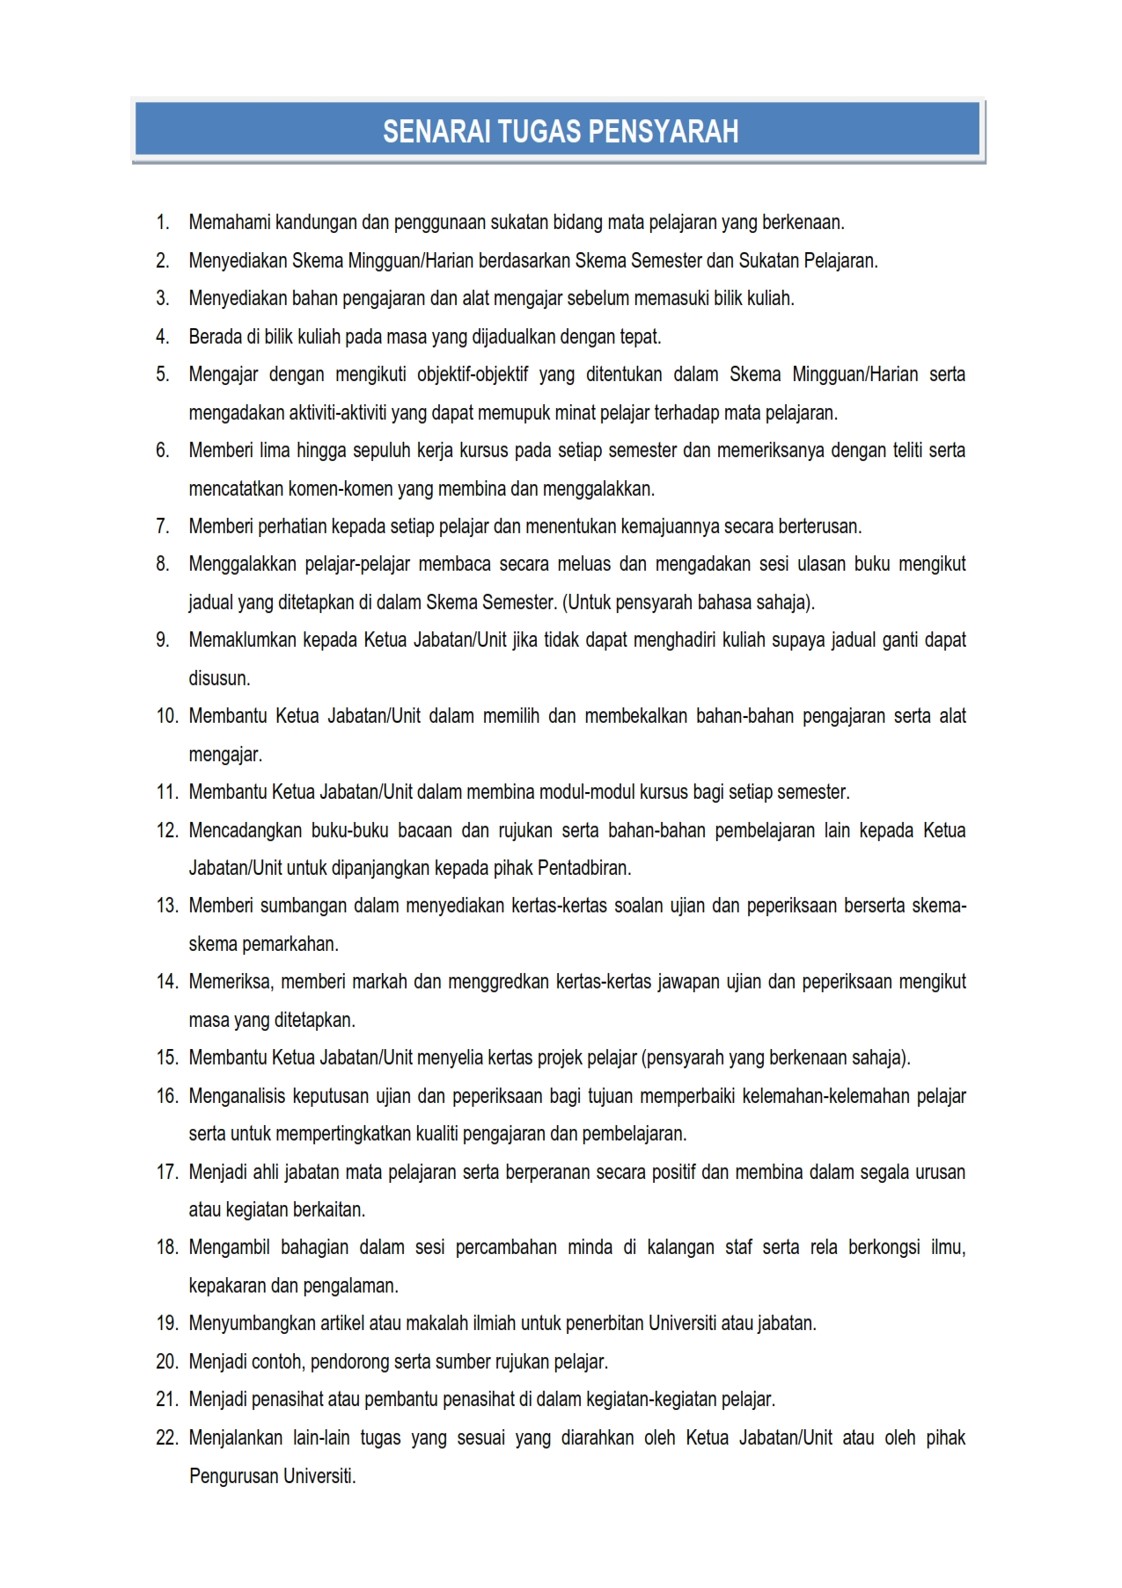 SENARAI TUGAS PENSYARAH
1. Memahami kandungan dan penggunaan sukatan bidang mata pelajaran yang berkenaan.
2. Menyediakan Skema Mingguan/Harian berdasarkan Skema Semester dan Sukatan Pelajaran.
3. Menyediakan bahan pengajaran dan alat mengajar sebelum memasuki bilik kuliah.
4. Berada di bilik kuliah pada masa yang dijadualkan dengan tepat.
5. Mengajar dengan mengikuti objektif-objektif yang ditentukan dalam Skema Mingguan/Harian serta
mengadakan aktiviti-aktiviti yang dapat memupuk minat pelajar terhadap mata pelajaran.
6. Memberi lima hingga sepuluh kerja kursus pada setiap semester dan memeriksanya dengan teliti serta
mencatatkan komen-komen yang membina dan menggalakkan.
7. Memberi perhatian kepada setiap pelajar dan menentukan kemajuannya secara berterusan.
8. Menggalakkan pelajar-pelajar membaca secara meluas dan mengadakan sesi ulasan buku mengikut
jadual yang ditetapkan di dalam Skema Semester. (Untuk pensyarah bahasa sahaja).
9. Memaklumkan kepada Ketua Jabatan/Unit jika tidak dapat menghadiri kuliah supaya jadual ganti dapat
disusun.
10. Membantu Ketua Jabatan/Unit dalam memilih dan membekalkan bahan-bahan pengajaran serta alat
mengajar.
11. Membantu Ketua Jabatan/Unit dalam membina modul-modul kursus bagi setiap semester.
12. Mencadangkan buku-buku bacaan dan rujukan serta bahan-bahan pembelajaran lain kepada Ketua
Jabatan/Unit untuk dipanjangkan kepada pihak Pentadbiran.
13. Memberi sumbangan dalam menyediakan kertas-kertas soalan ujian dan peperiksaan berserta skema-
skema pemarkahan.
14. Memeriksa, memberi markah dan menggredkan kertas-kertas jawapan ujian dan peperiksaan mengikut
masa yang ditetapkan.
15. Membantu Ketua Jabatan/Unit menyelia kertas projek pelajar (pensyarah yang berkenaan sahaja).
16. Menganalisis keputusan ujian dan peperiksaan bagi tujuan memperbaiki kelemahan-kelemahan pelajar
serta untuk mempertingkatkan kualiti pengajaran dan pembelajaran.
17. Menjadi ahli jabatan mata pelajaran serta berperanan secara positif dan membina dalam segala urusan
atau kegiatan berkaitan.
18. Mengambil bahagian dalam sesi percambahan minda di kalangan staf serta rela berkongsi ilmu,
kepakaran dan pengalaman.
19. Menyumbangkan artikel atau makalah ilmiah untuk penerbitan Universiti atau jabatan.
20. Menjadi contoh, pendorong serta sumber rujukan pelajar.
21. Menjadi penasihat atau pembantu penasihat di dalam kegiatan-kegiatan pelajar.
22. Menjalankan lain-lain tugas yang sesuai yang diarahkan oleh Ketua Jabatan/Unit atau oleh pihak
Pengurusan Universiti.